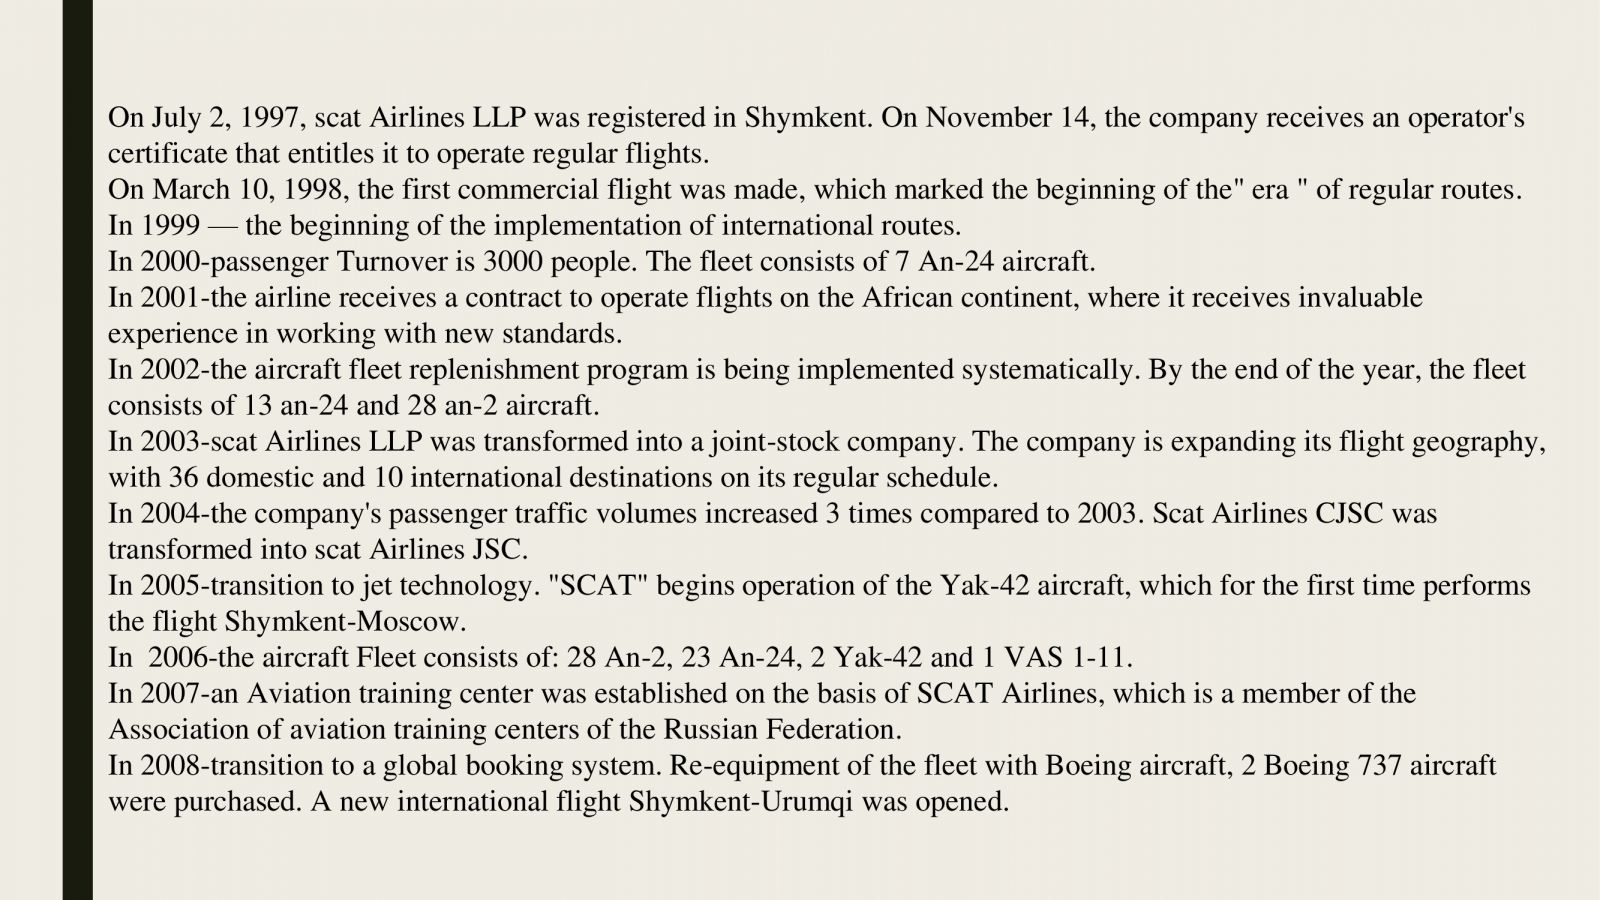 On July 2, 1997, scat Airlines LLP was registered in Shymkent. On November 14, the company receives an operator's
certificate that entitles it to operate regular flights.
On March 10, 1998, the first commercial flight was made, which marked the beginning of the" era " of regular routes.
In 1999 — the beginning of the implementation of international routes.
In 2000-passenger Turnover is 3000 people. The fleet consists of 7 An-24 aircraft.
In 2001-the airline receives a contract to operate flights on the African continent, where it receives invaluable
experience in working with new standards.
In 2002-the aircraft fleet replenishment program is being implemented systematically. By the end of the year, the fleet
consists of 13 an-24 and 28 an-2 aircraft.
In 2003-scat Airlines LLP was transformed into a joint-stock company. The company is expanding its flight geography,
with 36 domestic and 10 international destinations on its regular schedule.
In 2004-the company's passenger traffic volumes increased 3 times compared to 2003. Scat Airlines CJSC was
transformed into scat Airlines JSC.
In 2005-transition to jet technology. "SCAT" begins operation of the Yak-42 aircraft, which for the first time performs
the flight Shymkent-Moscow.
In  2006-the aircraft Fleet consists of: 28 An-2, 23 An-24, 2 Yak-42 and 1 VAS 1-11.
In 2007-an Aviation training center was established on the basis of SCAT Airlines, which is a member of the
Association of aviation training centers of the Russian Federation.
In 2008-transition to a global booking system. Re-equipment of the fleet with Boeing aircraft, 2 Boeing 737 aircraft
were purchased. A new international flight Shymkent-Urumqi was opened.